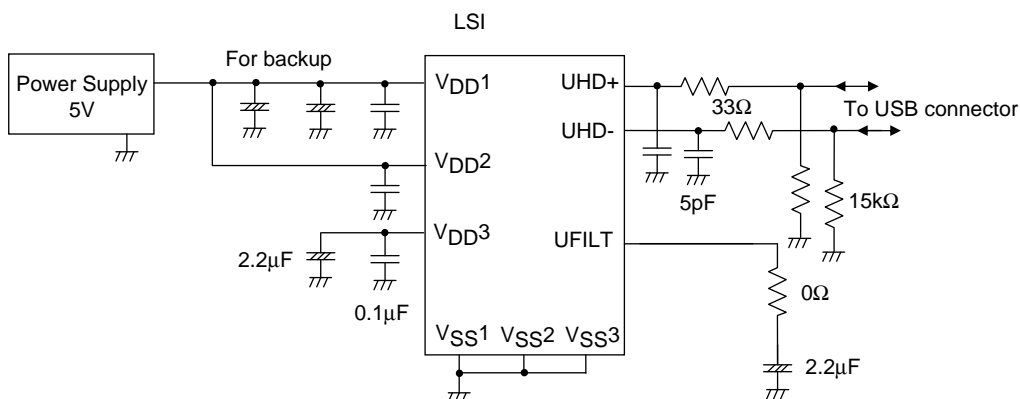 LSI
Power Supply
5V
For backup
VDD1
VDD2
VDD3
2.2μF
0.1μF
VSS1
VSS2
VSS3
UHD+
UHD-
UFILT
33Ω
To USB connector
5pF
15kΩ
0Ω
2.2μF